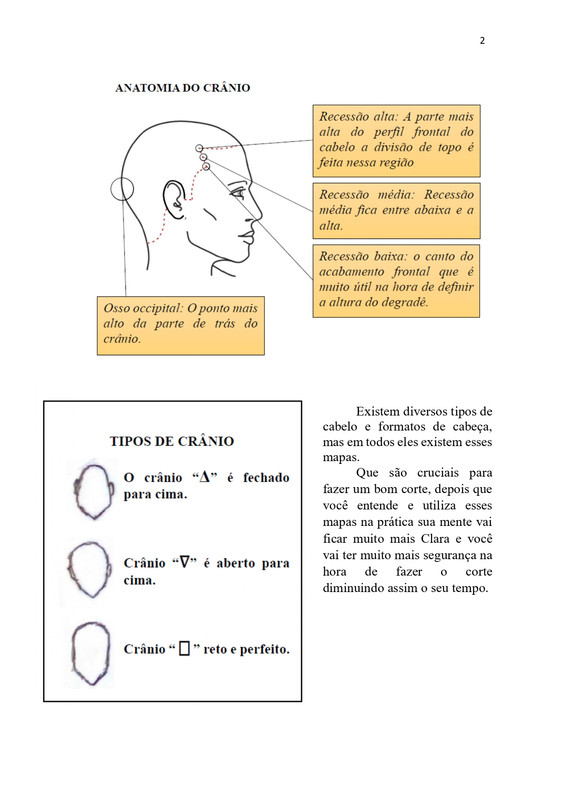 2
ANATOMIA DO CRÂNIO
Recessão alta: A parte mais
alta do perfil frontal do
cabelo a divisão de topo é
feita nessa região
Recessão média: Recessão
média fica entre abaixa e a
alta.
Recessão baixa: o canto do
acabamento frontal que é
muito útil na hora de definir
a altura do degradê.
Osso occipital: O ponto mais
alto da parte de trás do
crânio.
TIPOS DE CRÂNIO
O crânio “Δ” é fechado
para cima.
Crânio “∇” é aberto para
cima.
Crânio “ □ ” reto e perfeito.
Existem diversos tipos de
cabelo e formatos de cabeça,
mas em todos eles existem esses
mapas.
Que são cruciais para
fazer um bom corte, depois que
você entende e utiliza esses
mapas na prática sua mente vai
ficar muito mais Clara e você
vai ter muito mais segurança na
hora de fazer o corte
diminuindo assim o seu tempo.